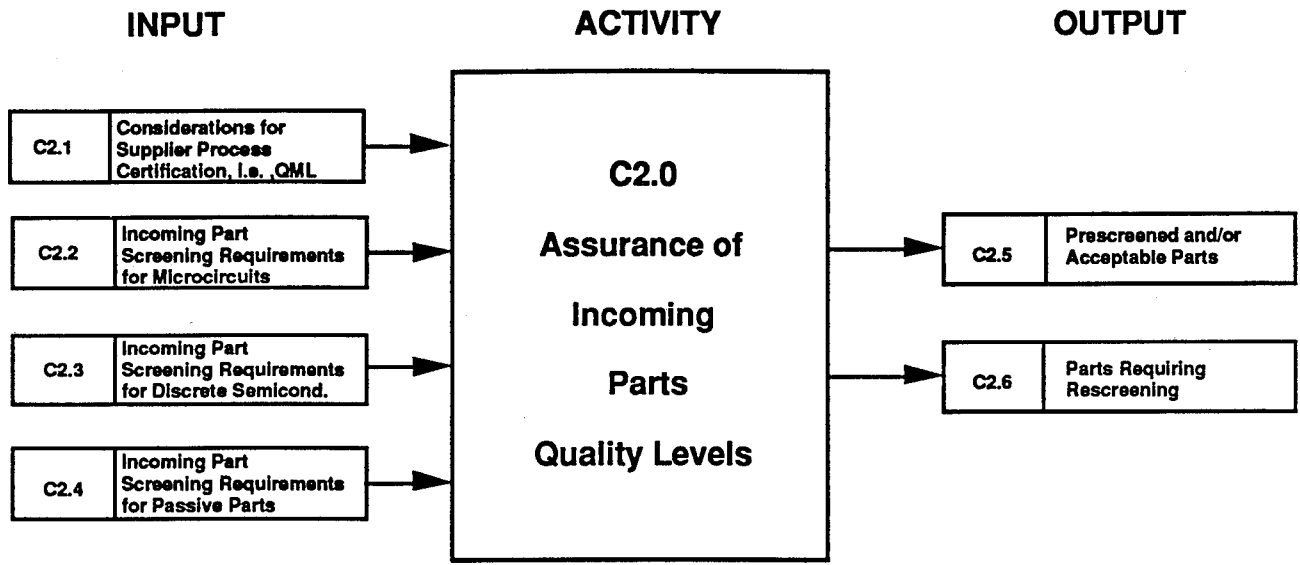 INPUT
ACTIVITY
OUTPUT
C2.1
Considerations for
Supplier Process
Certification, i.e. ,QML
C2.2
Incoming Part
Screening Requirements
for Microcircuits
C2.3
Incoming Part
Screening Requirements
for Discrete Semicond.
C2.4
Incoming Part
Screening Requirements
for Passive Parts
C2.0
Assurance of
Incoming
Parts
Quality Levels
C2.5
Prescreened and/or
Acceptable Parts
C2.6
Parts Requiring
Rescreening